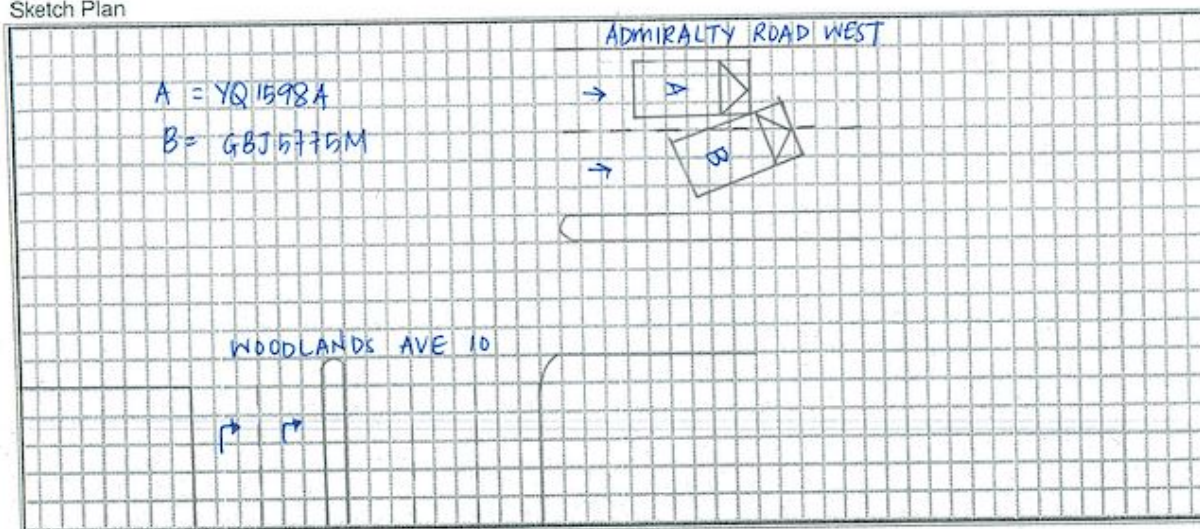 Sketch Plan
ADMIRALTY ROAD WEST
A = YQ1598A
B = GBJ5775M
A
B
WOODLANDS AVE 10